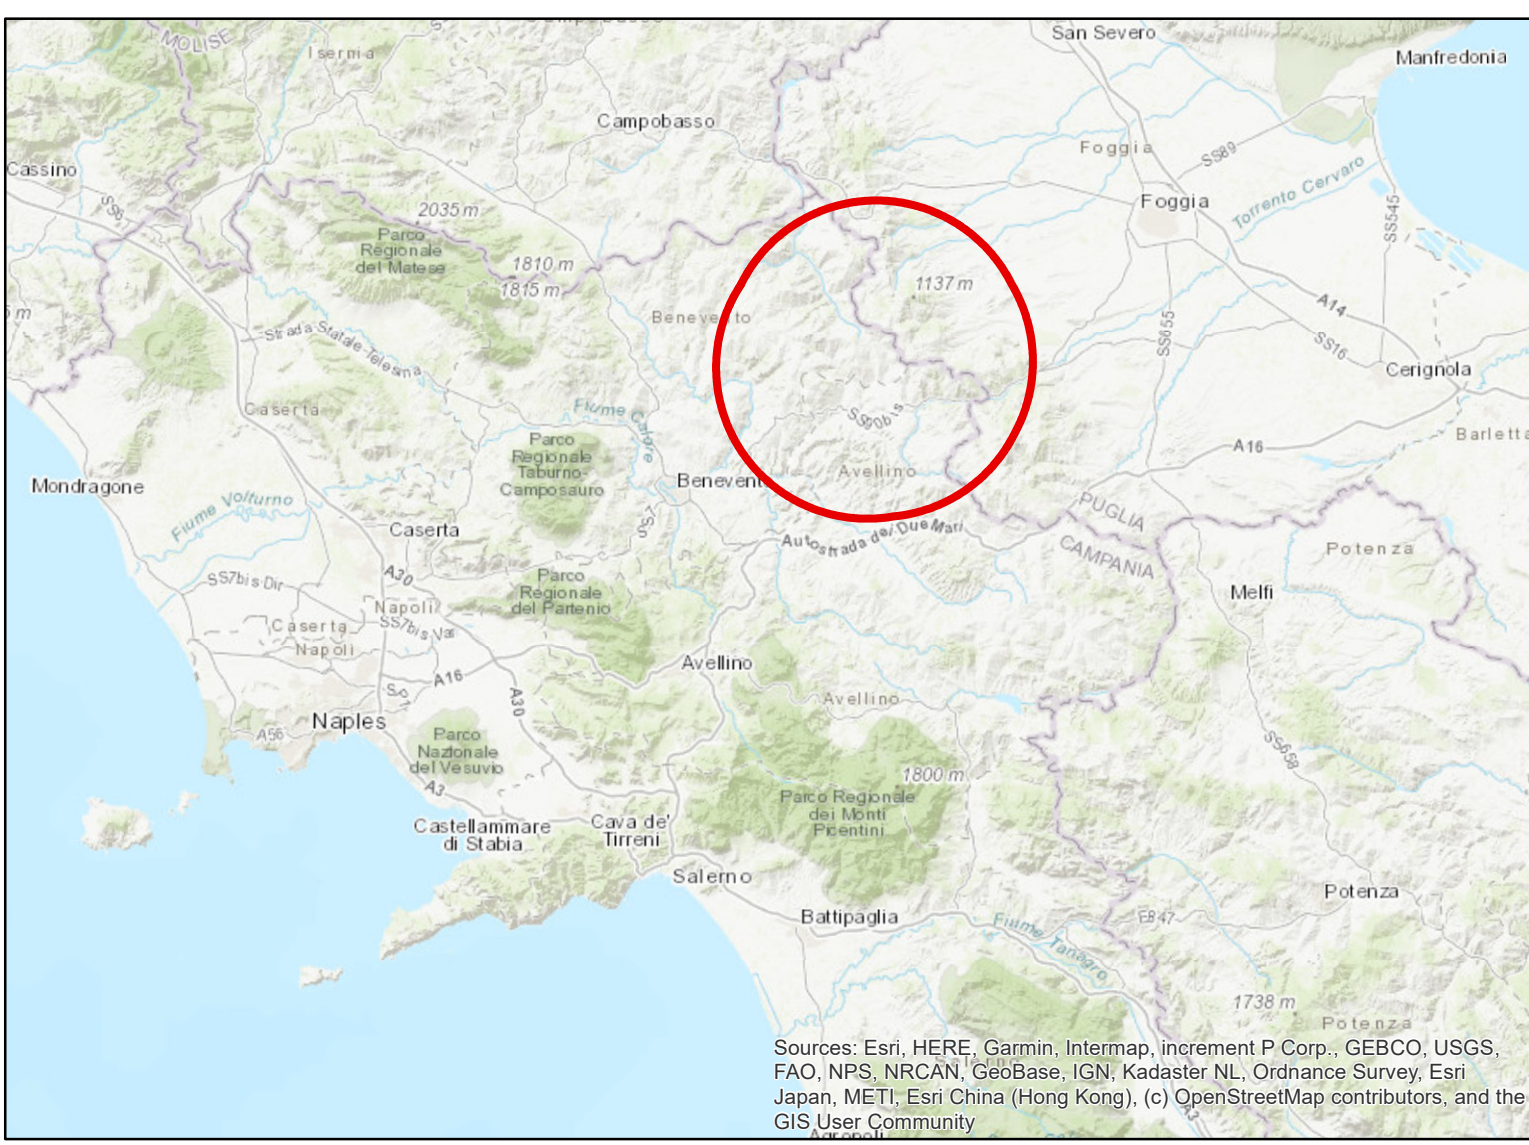 MOLISE
Isernia
San Severo
Manfredonia
Campobasso
Foggia
SS89
Cassino
SS6
Torrento Cervaro
2035 m
Foggia
SS545
Parco
Regionale
del Matese
1810 m
1815 m
1137 m
A14
Benevento
Strada Statale Telesina
SS655
SS16
Cerignola
Caserta
Fiume Calore
SS90bis
Barletta
Parco
Regionale
Taburno-
Camposauro
A16
Mondragone
Benevent
Avellino
Fiume Volturno
PUGLIA
Caserta
SS7
Autostrada dei Due Mari
CAMPANIA
Potenza
SS7bis Dir
A30
Parco
Regionale
del Partenio
Melfi
Napoli
Caserta
SS7bis Var
Napoli
A16
Avellino
A30
Avellino
Naples
A56
Parco
Nazionale
del Vesuvio
SS658
A3
1800 m
Parco Regionale
dei Monti
Picentini
Castellammare
di Stabia
Cava de'
Tirreni
Salerno
Potenza
Battipaglia
Fiume Tanagro
E847
1738 m
Potenza
Salerno
Sources: Esri, HERE, Garmin, Intermap, increment P Corp., GEBCO, USGS,
FAO, NPS, NRCAN, GeoBase, IGN, Kadaster NL, Ordnance Survey, Esri
Japan, METI, Esri China (Hong Kong), (c) OpenStreetMap contributors, and the
GIS User Community
A3
Agropoli